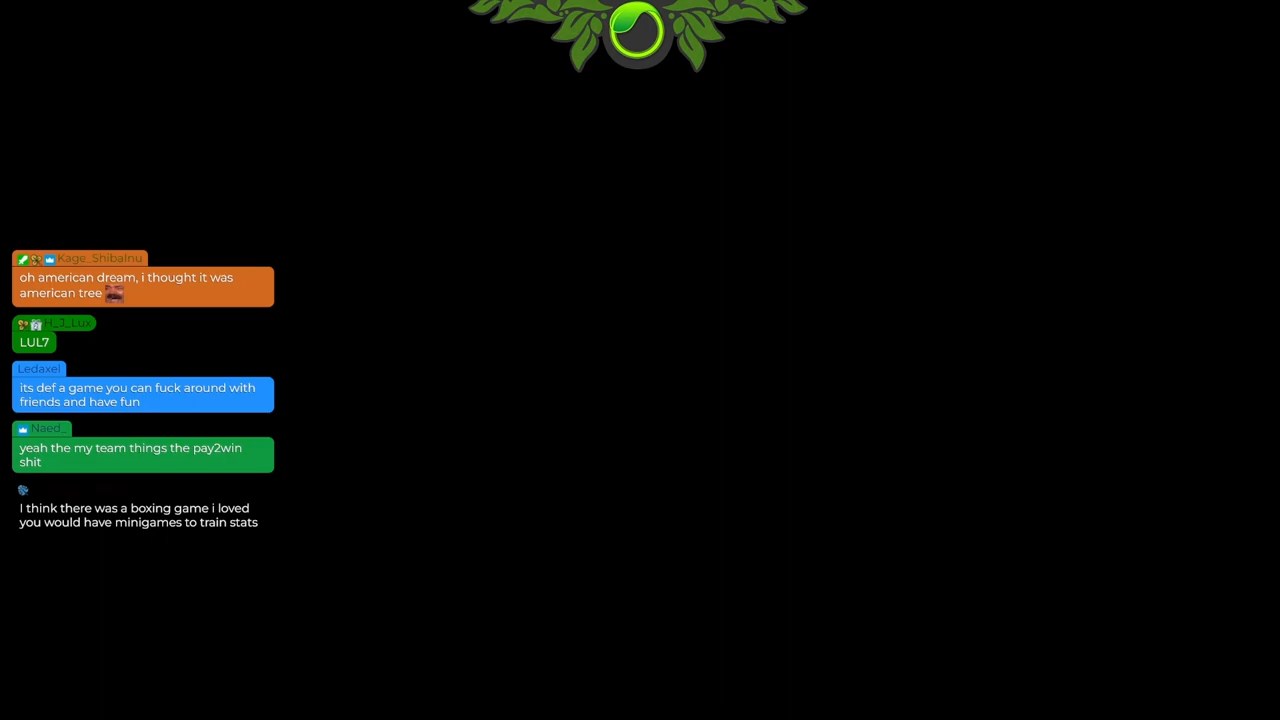 Kage_ShibaInu
oh american dream, i thought it was
american tree
H_J_Lux
LUL7
Ledaxel
its def a game you can fuck around with
friends and have fun
Naed_
yeah the my team things the pay2win
shit
I think there was a boxing game i loved
you would have minigames to train stats